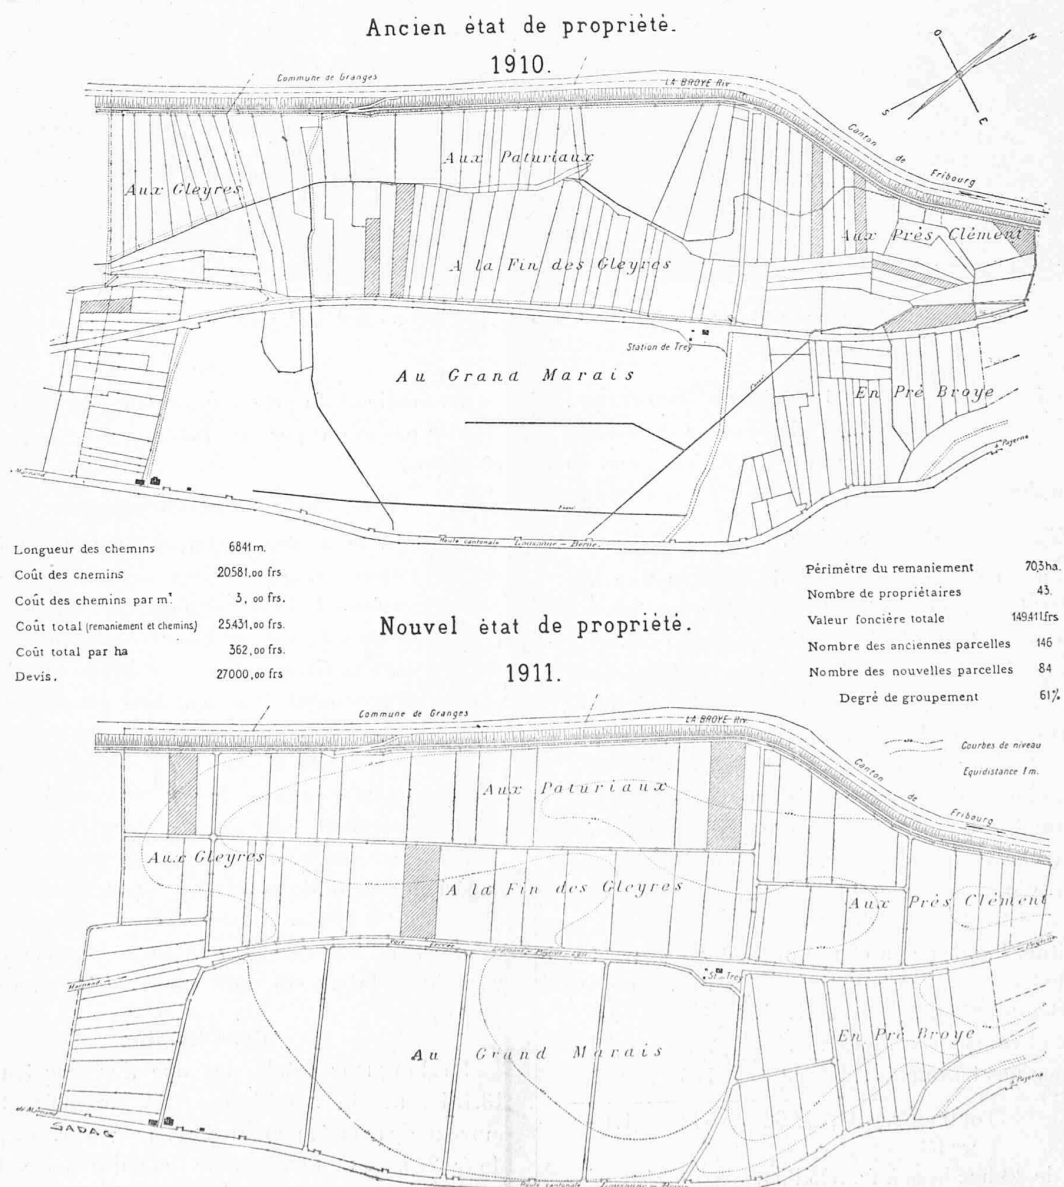 Ancien état de propriété.
1910.
Commune de Granges
LA BROYE Riv.
O
N
S
E
Canton de Fribourg
Aux Paturiaux
Aux Gleyres
Aux Près Clément
A la Fin des Gleyres
Station de Trey
Au Grand Marais
En Pré Broye
à Payerne
Route cantonale Lausanne – Berne.
Longueur des chemins 6841 m.
Coût des chemins 20581,00 frs
Coût des chemins par m'. 3,00 frs.
Coût total (remaniement et chemins) 25431,00 frs.
Coût total par ha 362,00 frs.
Devis. 27000,00 frs
Périmètre du remaniement 70,3 ha.
Nombre de propriétaires 43.
Valeur foncière totale 149411 frs
Nombre des anciennes parcelles 146
Nombre des nouvelles parcelles 84
Degré de groupement 61%
Nouvel état de propriété.
1911.
Commune de Granges
LA BROYE Riv.
Courbes de niveau
Equidistance 1 m.
Canton de Fribourg
Aux Paturiaux
Aux Gleyres
A la Fin des Gleyres
Aux Près Clément
St. Trey
Marnand
En Pré Broye
Au Grand Marais
à Payerne
Route cantonale Lausanne – Berne